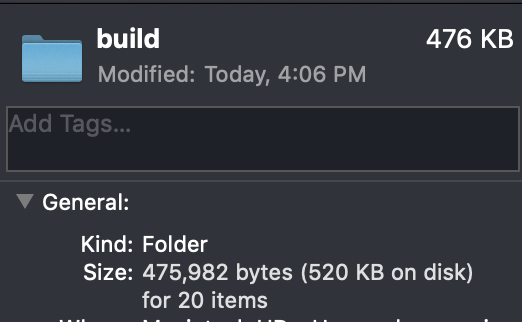 build
476 KB
Modified: Today, 4:06 PM
Add Tags...
General:
Kind: Folder
Size: 475,982 bytes (520 KB on disk)
for 20 items